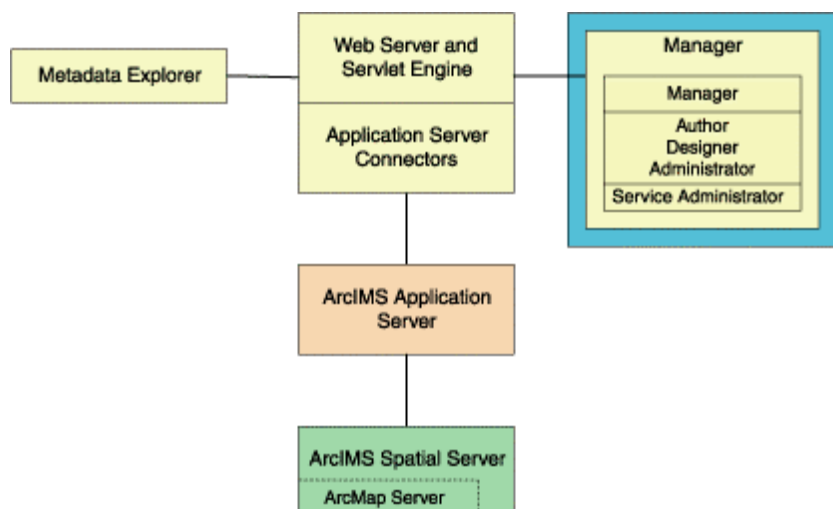 Metadata Explorer
Web Server and
Servlet Engine
Application Server
Connectors
Manager
Manager
Author
Designer
Administrator
Service Administrator
ArcIMS Application
Server
ArcIMS Spatial Server
ArcMap Server